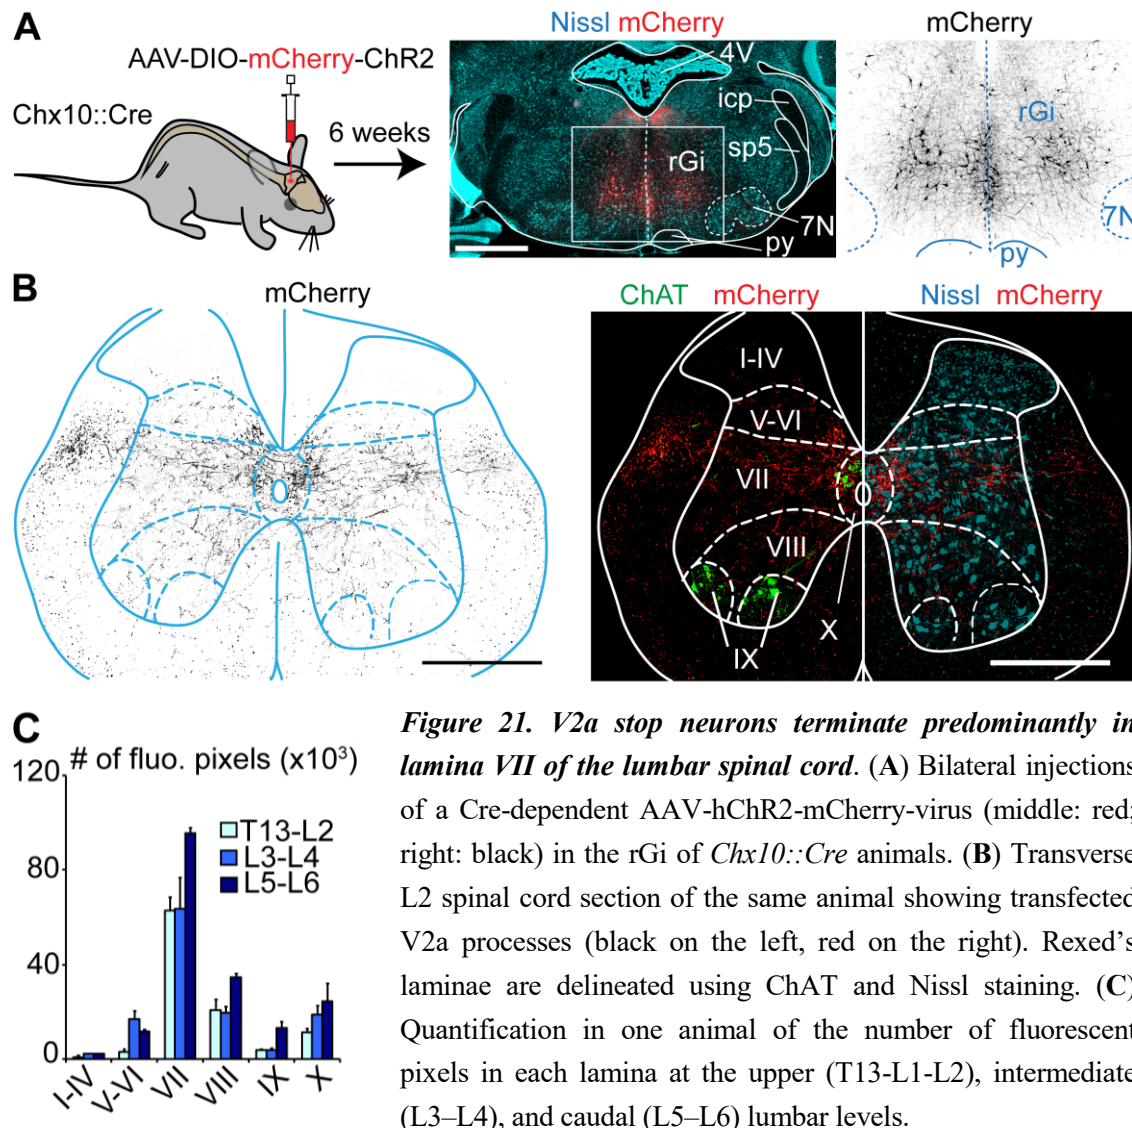 A
AAV-DIO-mCherry-ChR2
Chx10::Cre
6 weeks
Nissl mCherry
4V
icp
sp5
rGi
7N
py
mCherry
rGi
7N
py
B
mCherry
ChAT mCherry
Nissl mCherry
I-IV
V-VI
VII
VIII
X
IX
C
# of fluo. pixels (x10³)
120
80
40
0
T13-L2
L3-L4
L5-L6
I-IV
V-VI
VII
VIII
IX
X
Figure 21. V2a stop neurons terminate predominantly in
lamina VII of the lumbar spinal cord. (A) Bilateral injections
of a Cre-dependent AAV-hChR2-mCherry-virus (middle: red;
right: black) in the rGi of Chx10::Cre animals. (B) Transverse
L2 spinal cord section of the same animal showing transfected
V2a processes (black on the left, red on the right). Rexed's
laminae are delineated using ChAT and Nissl staining. (C)
Quantification in one animal of the number of fluorescent
pixels in each lamina at the upper (T13-L1-L2), intermediate
(L3–L4), and caudal (L5–L6) lumbar levels.